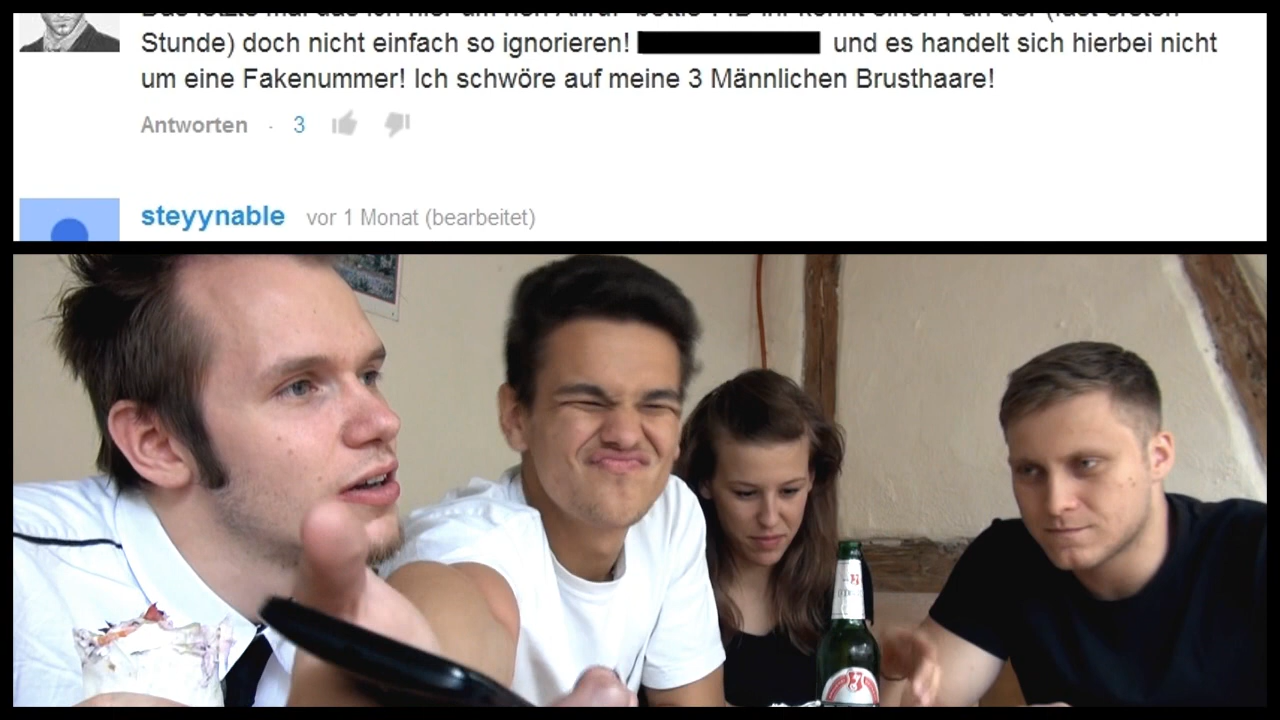 Stunde) doch nicht einfach so ignorieren! und es handelt sich hierbei nicht
um eine Fakenummer! Ich schwöre auf meine 3 Männlichen Brusthaare!
Antworten · 3
steyynable vor 1 Monat (bearbeitet)